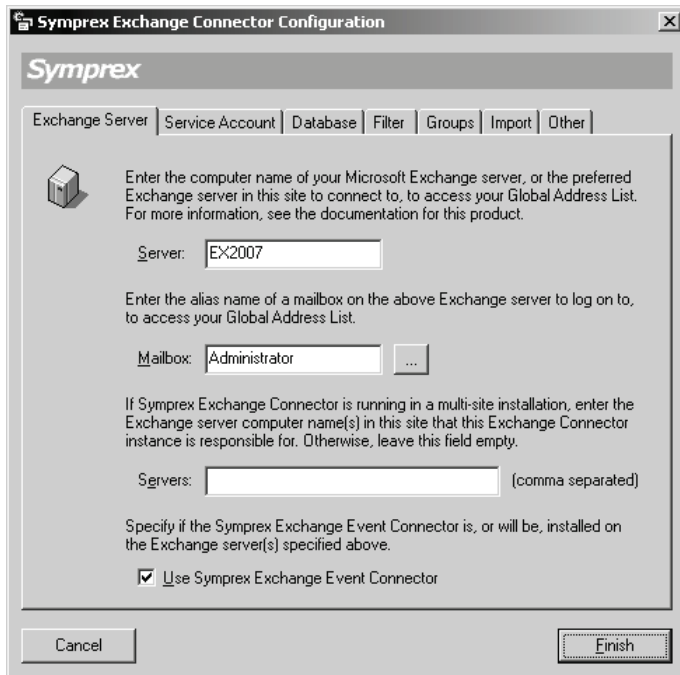 Symprex Exchange Connector Configuration
Symprex
Exchange Server Service Account Database Filter Groups Import Other
Enter the computer name of your Microsoft Exchange server, or the preferred
Exchange server in this site to connect to, to access your Global Address List.
For more information, see the documentation for this product.
Server: EX2007
Enter the alias name of a mailbox on the above Exchange server to log on to,
to access your Global Address List.
Mailbox: Administrator ...
If Symprex Exchange Connector is running in a multi-site installation, enter the
Exchange server computer name(s) in this site that this Exchange Connector
instance is responsible for. Otherwise, leave this field empty.
Servers: (comma separated)
Specify if the Symprex Exchange Event Connector is, or will be, installed on
the Exchange server(s) specified above.
Use Symprex Exchange Event Connector
Cancel Finish